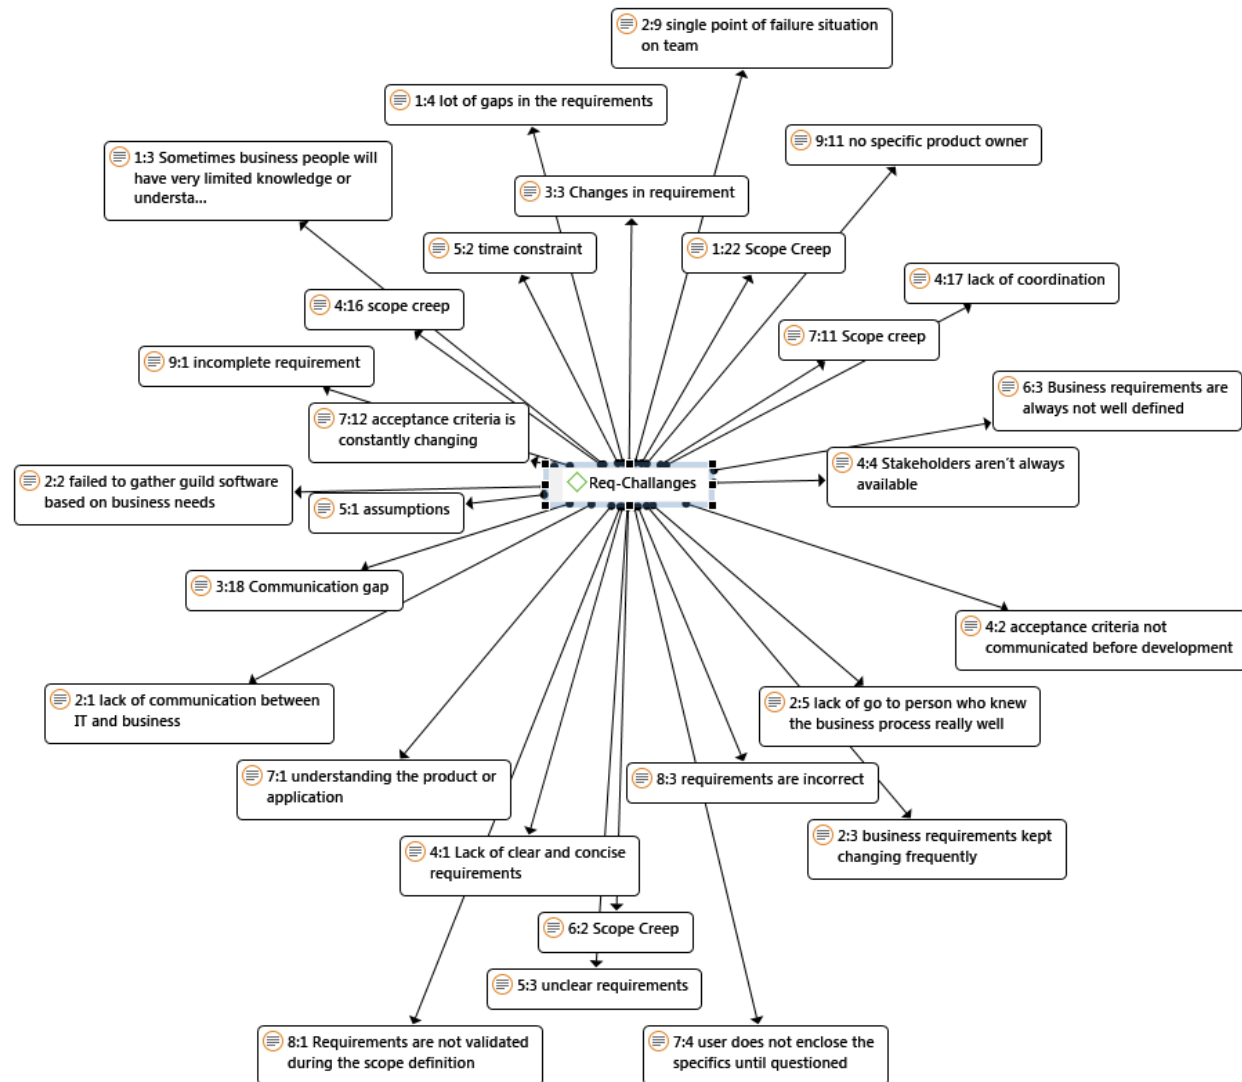 2:9 single point of failure situation
on team
1:4 lot of gaps in the requirements
9:11 no specific product owner
1:3 Sometimes business people will
have very limited knowledge or
understa...
3:3 Changes in requirement
5:2 time constraint
1:22 Scope Creep
4:17 lack of coordination
4:16 scope creep
7:11 Scope creep
9:1 incomplete requirement
6:3 Business requirements are
always not well defined
7:12 acceptance criteria is
constantly changing
4:4 Stakeholders aren't always
available
2:2 failed to gather guild software
based on business needs
Req-Challanges
5:1 assumptions
3:18 Communication gap
4:2 acceptance criteria not
communicated before development
2:1 lack of communication between
IT and business
2:5 lack of go to person who knew
the business process really well
7:1 understanding the product or
application
8:3 requirements are incorrect
2:3 business requirements kept
changing frequently
4:1 Lack of clear and concise
requirements
6:2 Scope Creep
5:3 unclear requirements
8:1 Requirements are not validated
during the scope definition
7:4 user does not enclose the
specifics until questioned